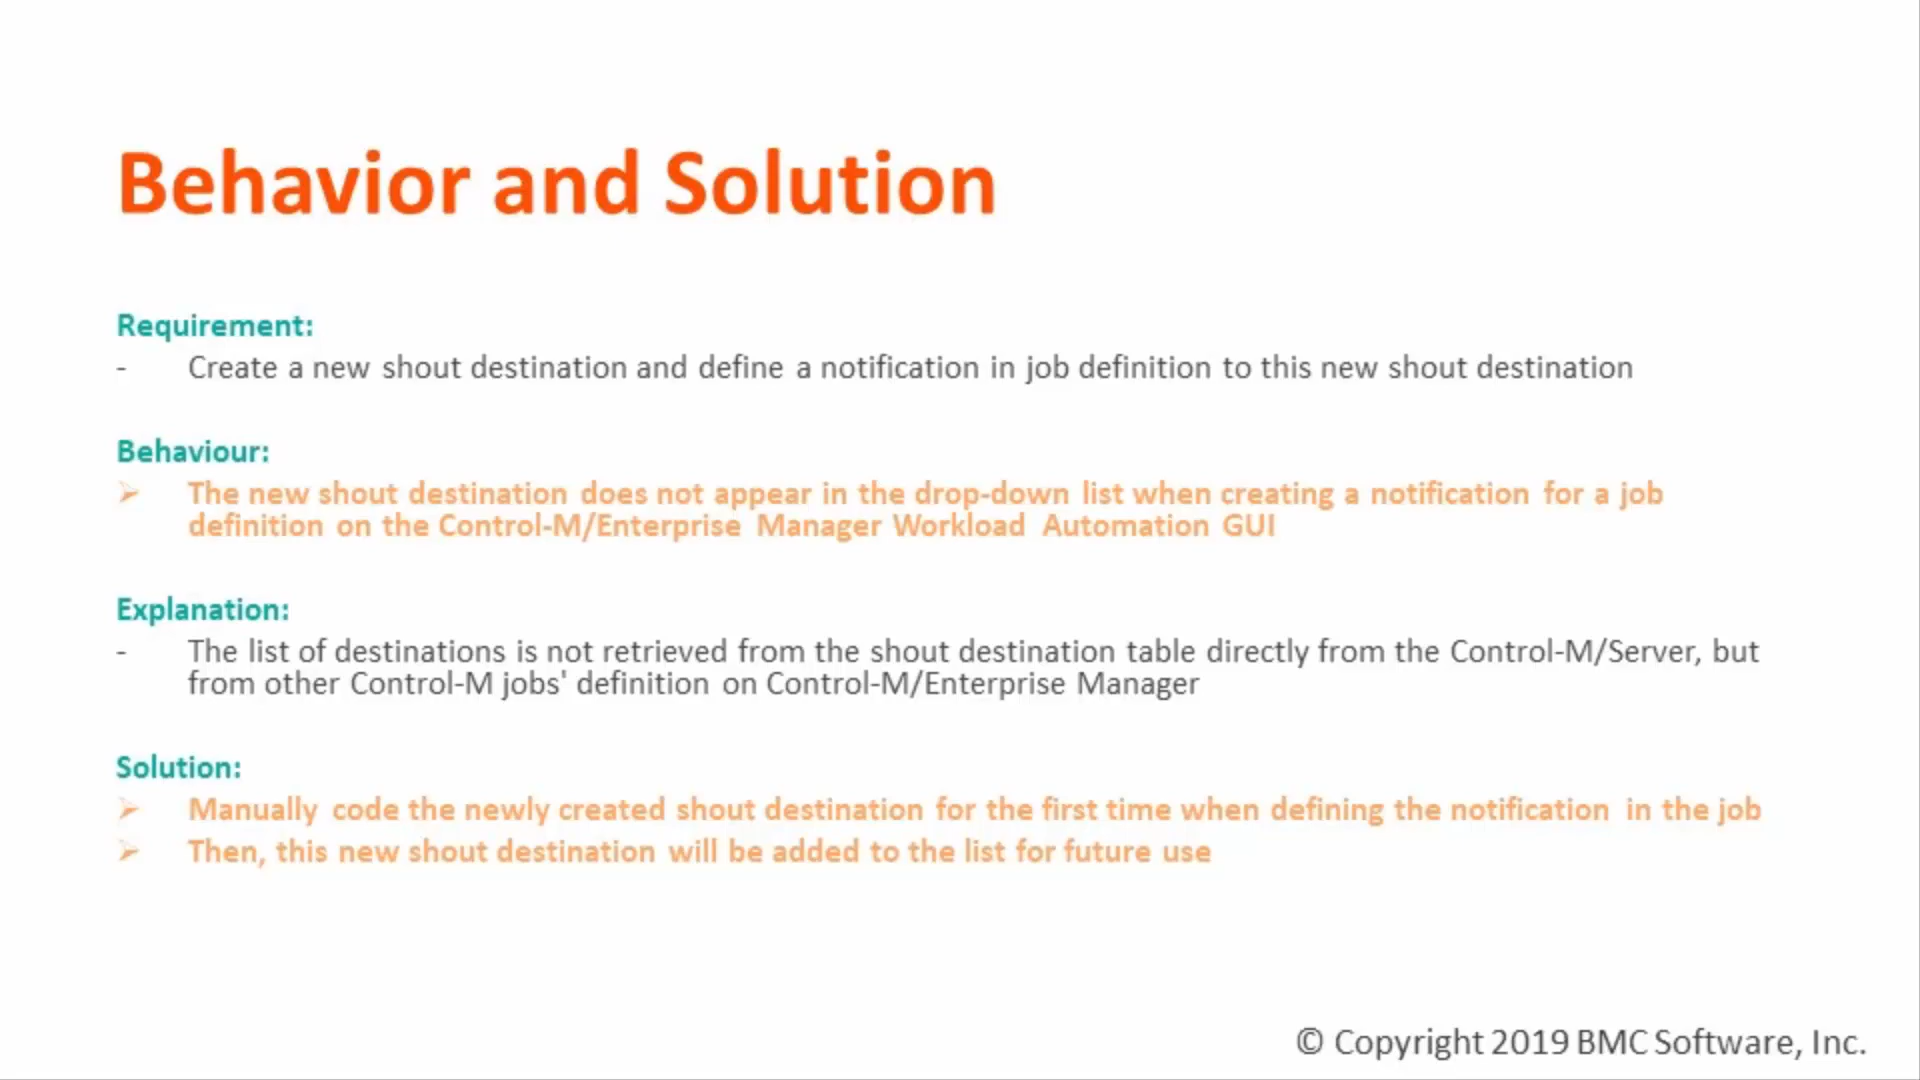 Behavior and Solution
Requirement:
- Create a new shout destination and define a notification in job definition to this new shout destination
Behaviour:
➢ The new shout destination does not appear in the drop-down list when creating a notification for a job
definition on the Control-M/Enterprise Manager Workload Automation GUI
Explanation:
- The list of destinations is not retrieved from the shout destination table directly from the Control-M/Server, but
from other Control-M jobs' definition on Control-M/Enterprise Manager
Solution:
➢ Manually code the newly created shout destination for the first time when defining the notification in the job
➢ Then, this new shout destination will be added to the list for future use
© Copyright 2019 BMC Software, Inc.